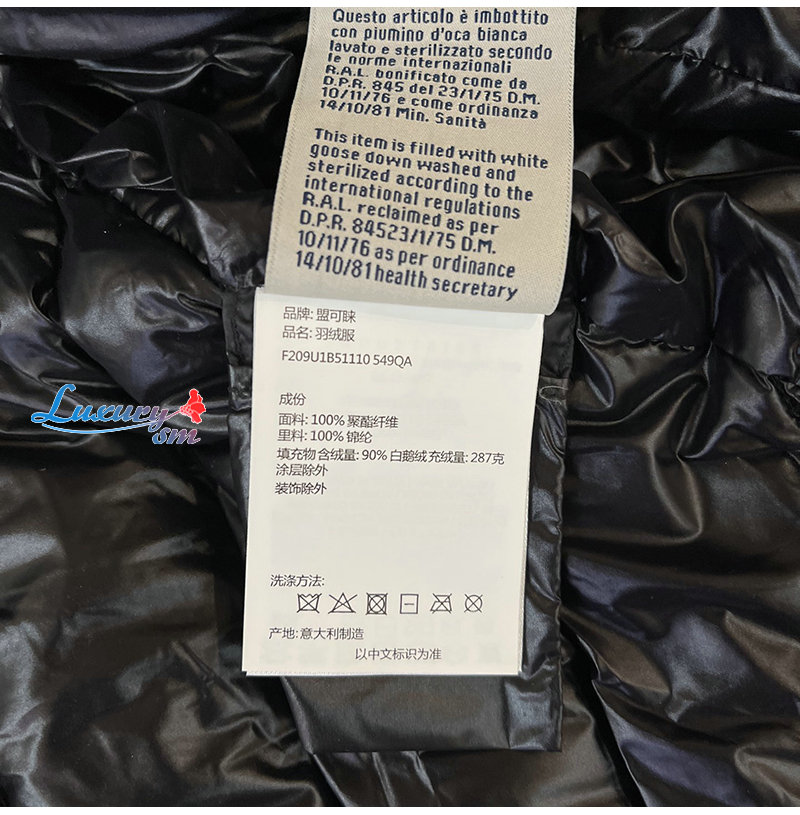 Questo articolo è imbottito
con piumino d'oca bianca
lavato e sterilizzato secondo
le norme internazionali
R.A.L. bonificato come da
D.P.R. 845 del 23/1/75 D.M.
10/11/76 e come ordinanza
14/10/81 Min. Sanità
This item is filled with white
goose down washed and
sterilized according to the
international regulations
R.A.L. reclaimed as per
D.P.R. 84523/1/75 D.M.
10/11/76 as per ordinance
14/10/81 health secretary
品牌: 盟可睐
品名: 羽绒服
F209U1B51110 549QA
成份
面料: 100% 聚酯纤维
里料: 100% 锦纶
填充物 含绒量: 90% 白鹅绒 充绒量: 287克
涂层除外
装饰除外
洗涤方法:
产地: 意大利制造
以中文标识为准
Luxury
sm